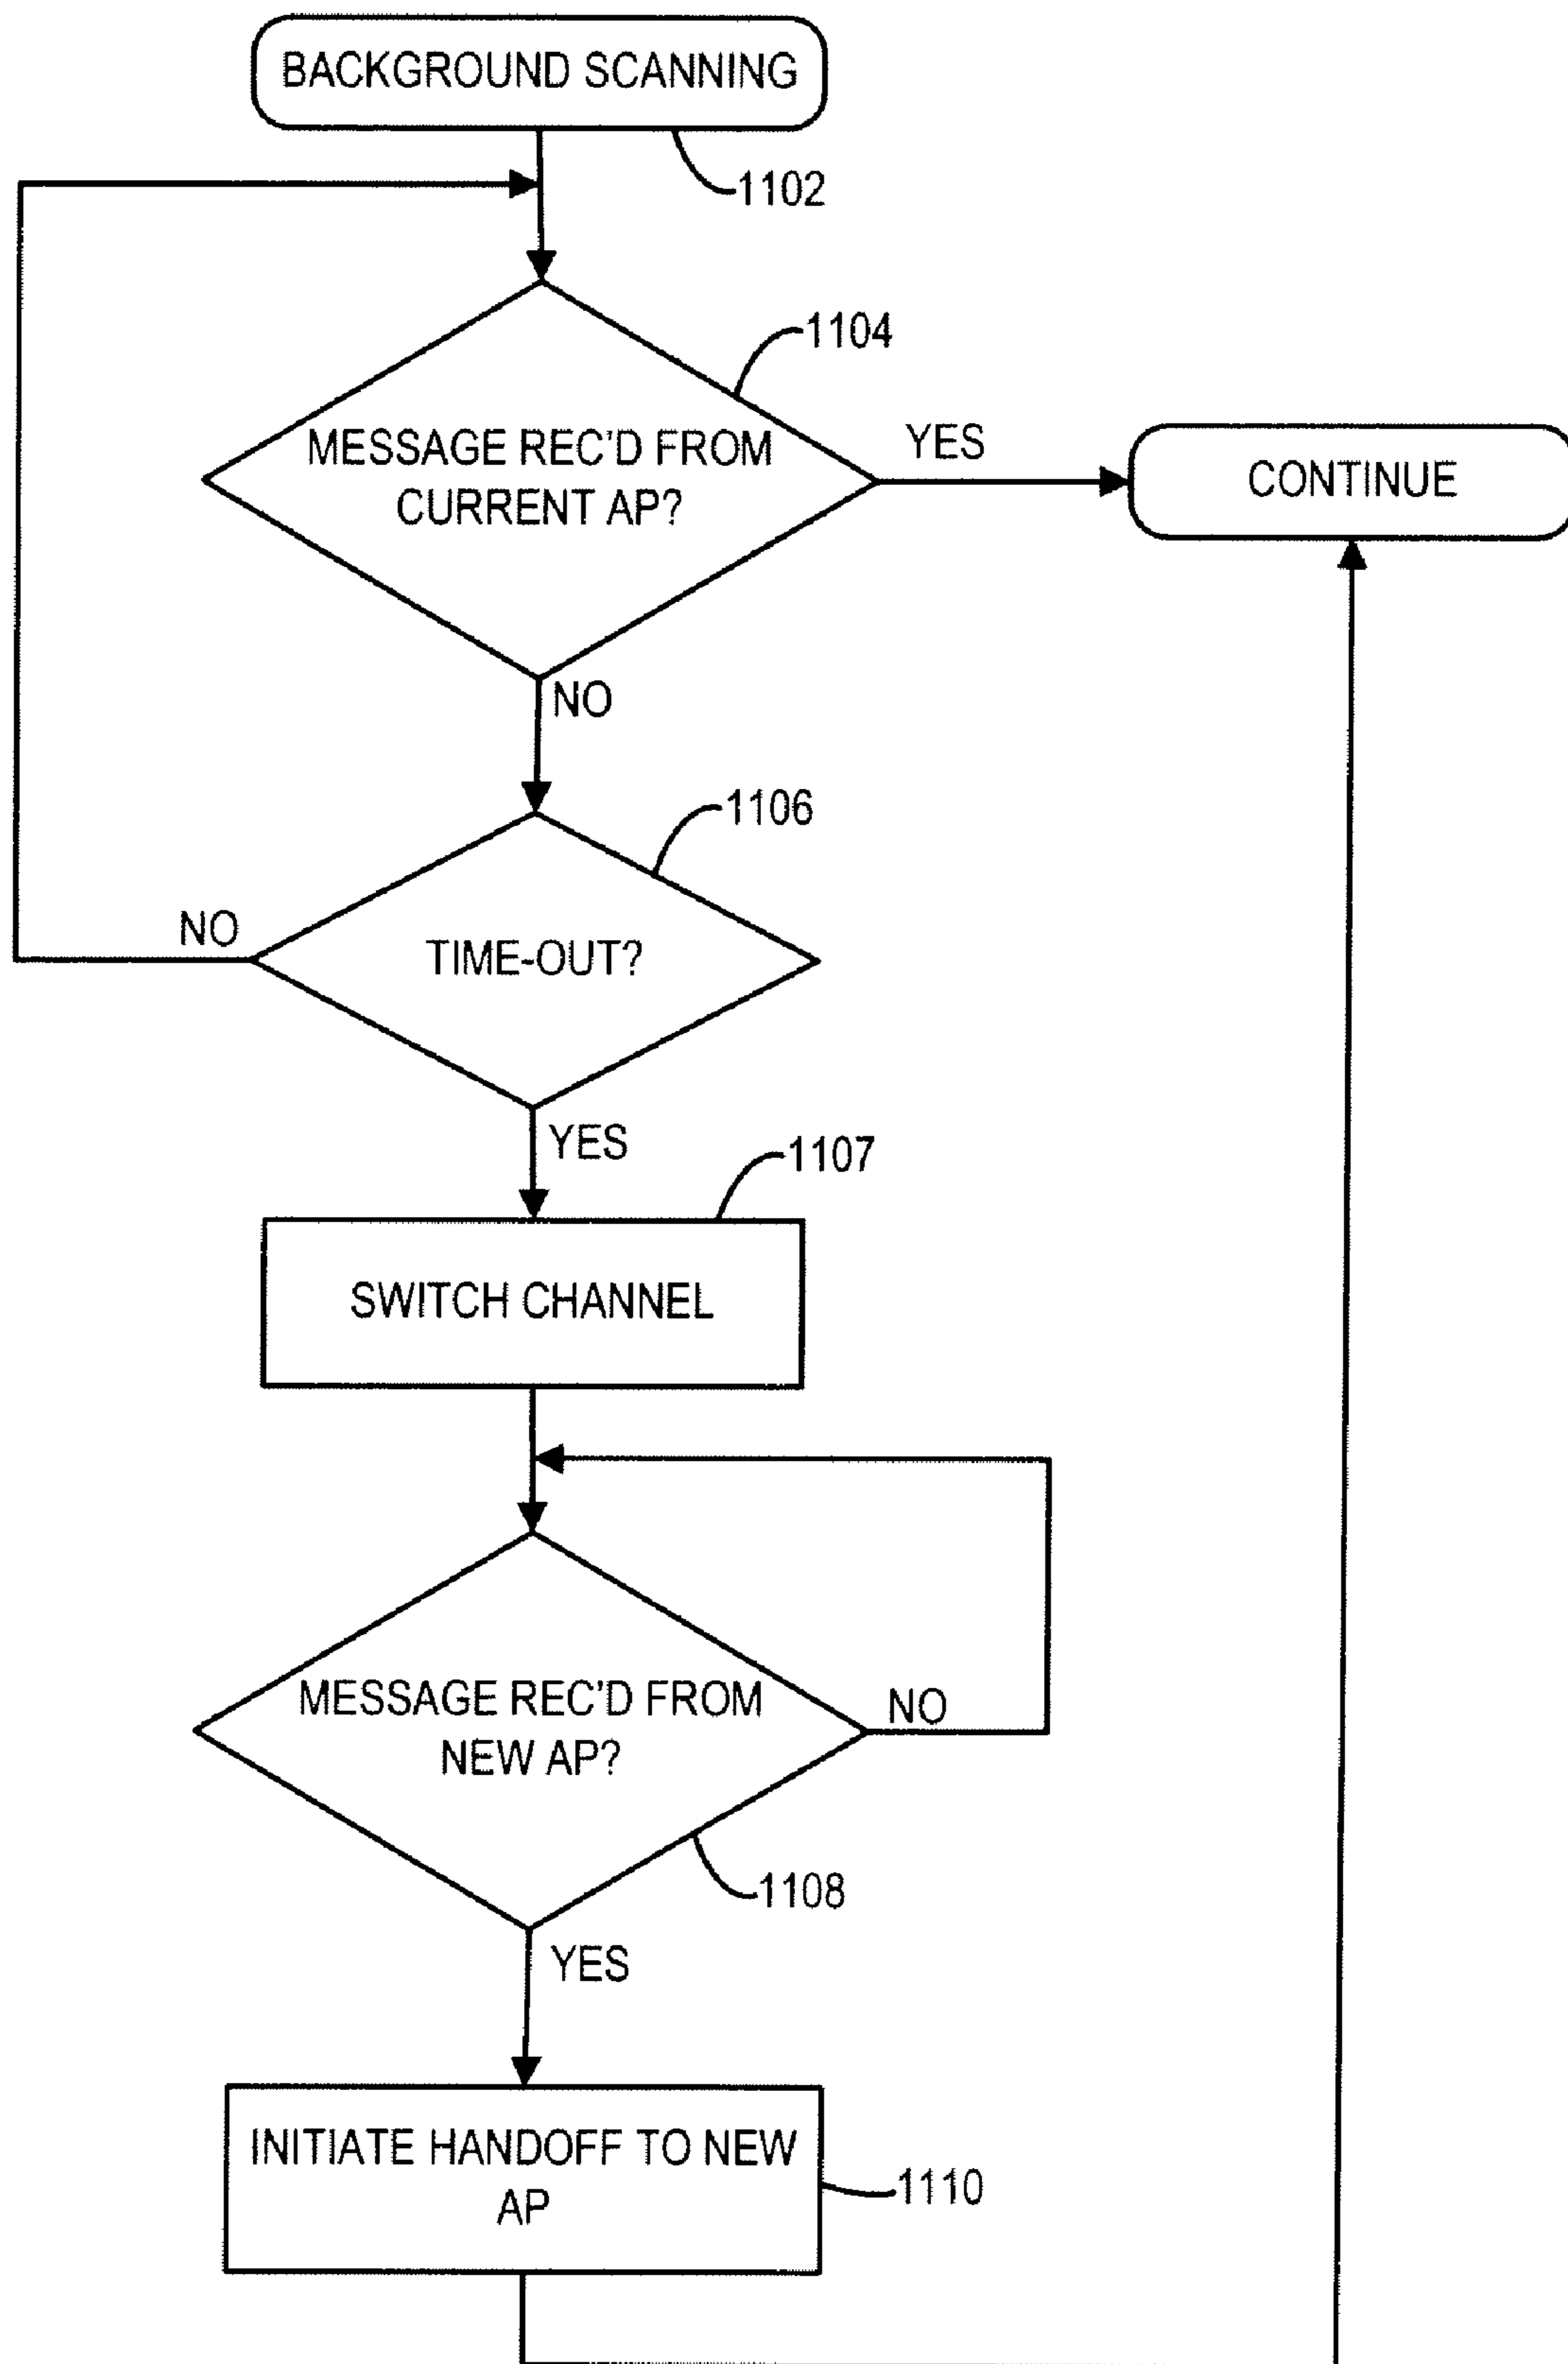 BACKGROUND SCANNING
1102
1104
MESSAGE REC'D FROM
CURRENT AP?
YES
CONTINUE
NO
1106
NO
TIME-OUT?
YES
1107
SWITCH CHANNEL
MESSAGE REC'D FROM
NEW AP?
NO
1108
YES
INITIATE HANDOFF TO NEW
AP
1110